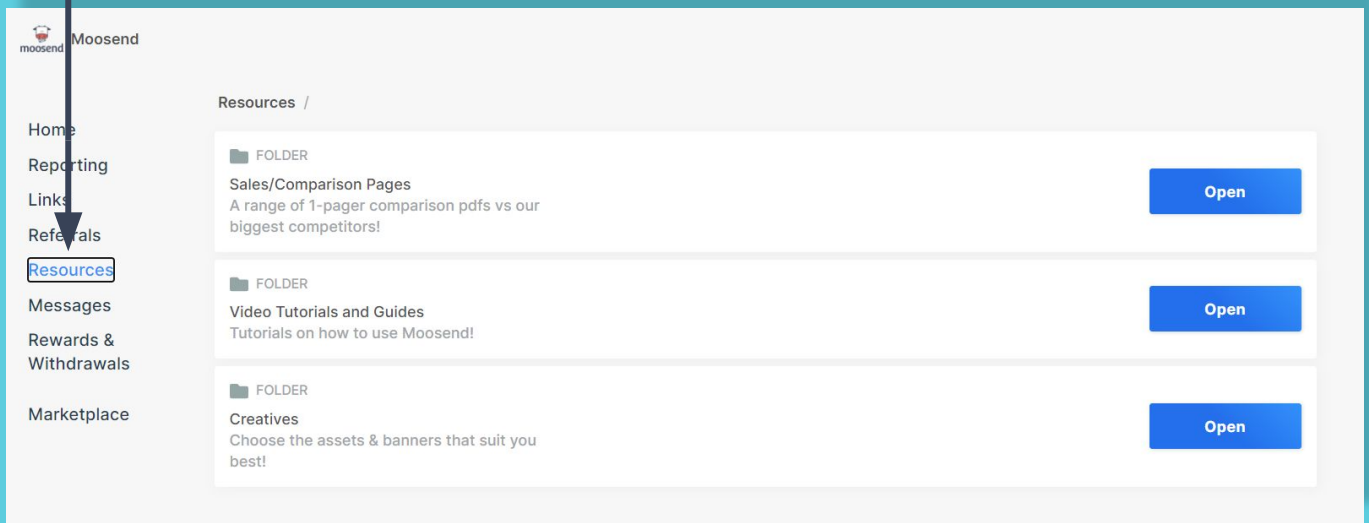 moosend
Moosend
Home
Reporting
Links
Referrals
Resources
Messages
Rewards &
Withdrawals
Marketplace
Resources /
FOLDER
Sales/Comparison Pages
A range of 1-pager comparison pdfs vs our
biggest competitors!
Open
FOLDER
Video Tutorials and Guides
Tutorials on how to use Moosend!
Open
FOLDER
Creatives
Choose the assets & banners that suit you
best!
Open